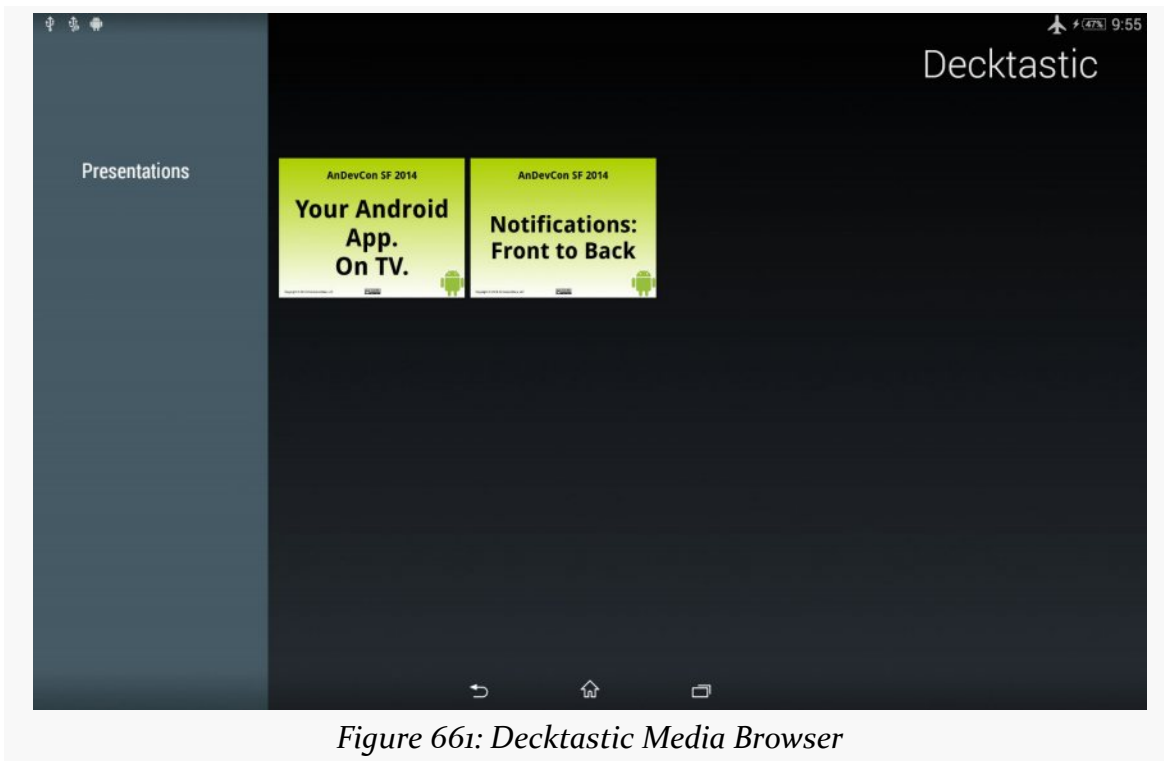 47% 9:55
Decktastic
Presentations
AnDevCon SF 2014
Your Android
App.
On TV.
AnDevCon SF 2014
Notifications:
Front to Back
Figure 661: Decktastic Media Browser